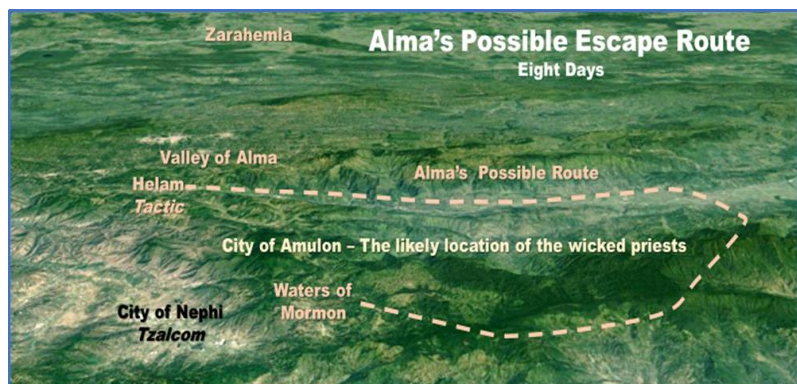 Zarahemla
Alma's Possible Escape Route
Eight Days
Valley of Alma
Alma's Possible Route
Helam
Tactic
City of Amulon – The likely location of the wicked priests
Waters of
Mormon
City of Nephi
Tzalcom